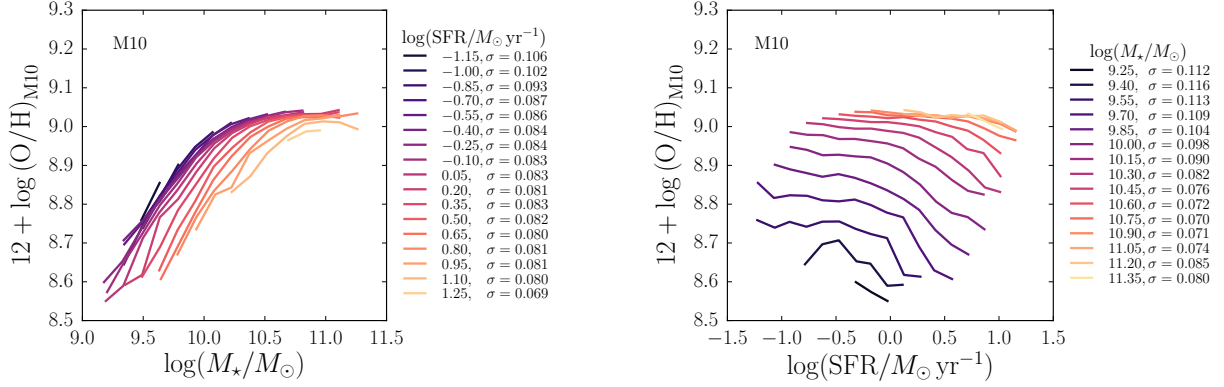 M10
12 + log (O/H)M10
9.3
9.2
9.1
9.0
8.9
8.8
8.7
8.6
8.5
9.0 9.5 10.0 10.5 11.0 11.5
log(M⋆/M⊙)
log(SFR/M⊙ yr⁻¹)
−1.15, σ = 0.106
−1.00, σ = 0.102
−0.85, σ = 0.093
−0.70, σ = 0.087
−0.55, σ = 0.086
−0.40, σ = 0.084
−0.25, σ = 0.084
−0.10, σ = 0.083
0.05, σ = 0.083
0.20, σ = 0.081
0.35, σ = 0.083
0.50, σ = 0.082
0.65, σ = 0.080
0.80, σ = 0.081
0.95, σ = 0.081
1.10, σ = 0.080
1.25, σ = 0.069
M10
12 + log (O/H)M10
9.3
9.2
9.1
9.0
8.9
8.8
8.7
8.6
8.5
−1.5 −1.0 −0.5 0.0 0.5 1.0 1.5
log(SFR/M⊙ yr⁻¹)
log(M⋆/M⊙)
9.25, σ = 0.112
9.40, σ = 0.116
9.55, σ = 0.113
9.70, σ = 0.109
9.85, σ = 0.104
10.00, σ = 0.098
10.15, σ = 0.090
10.30, σ = 0.082
10.45, σ = 0.076
10.60, σ = 0.072
10.75, σ = 0.070
10.90, σ = 0.071
11.05, σ = 0.074
11.20, σ = 0.085
11.35, σ = 0.080